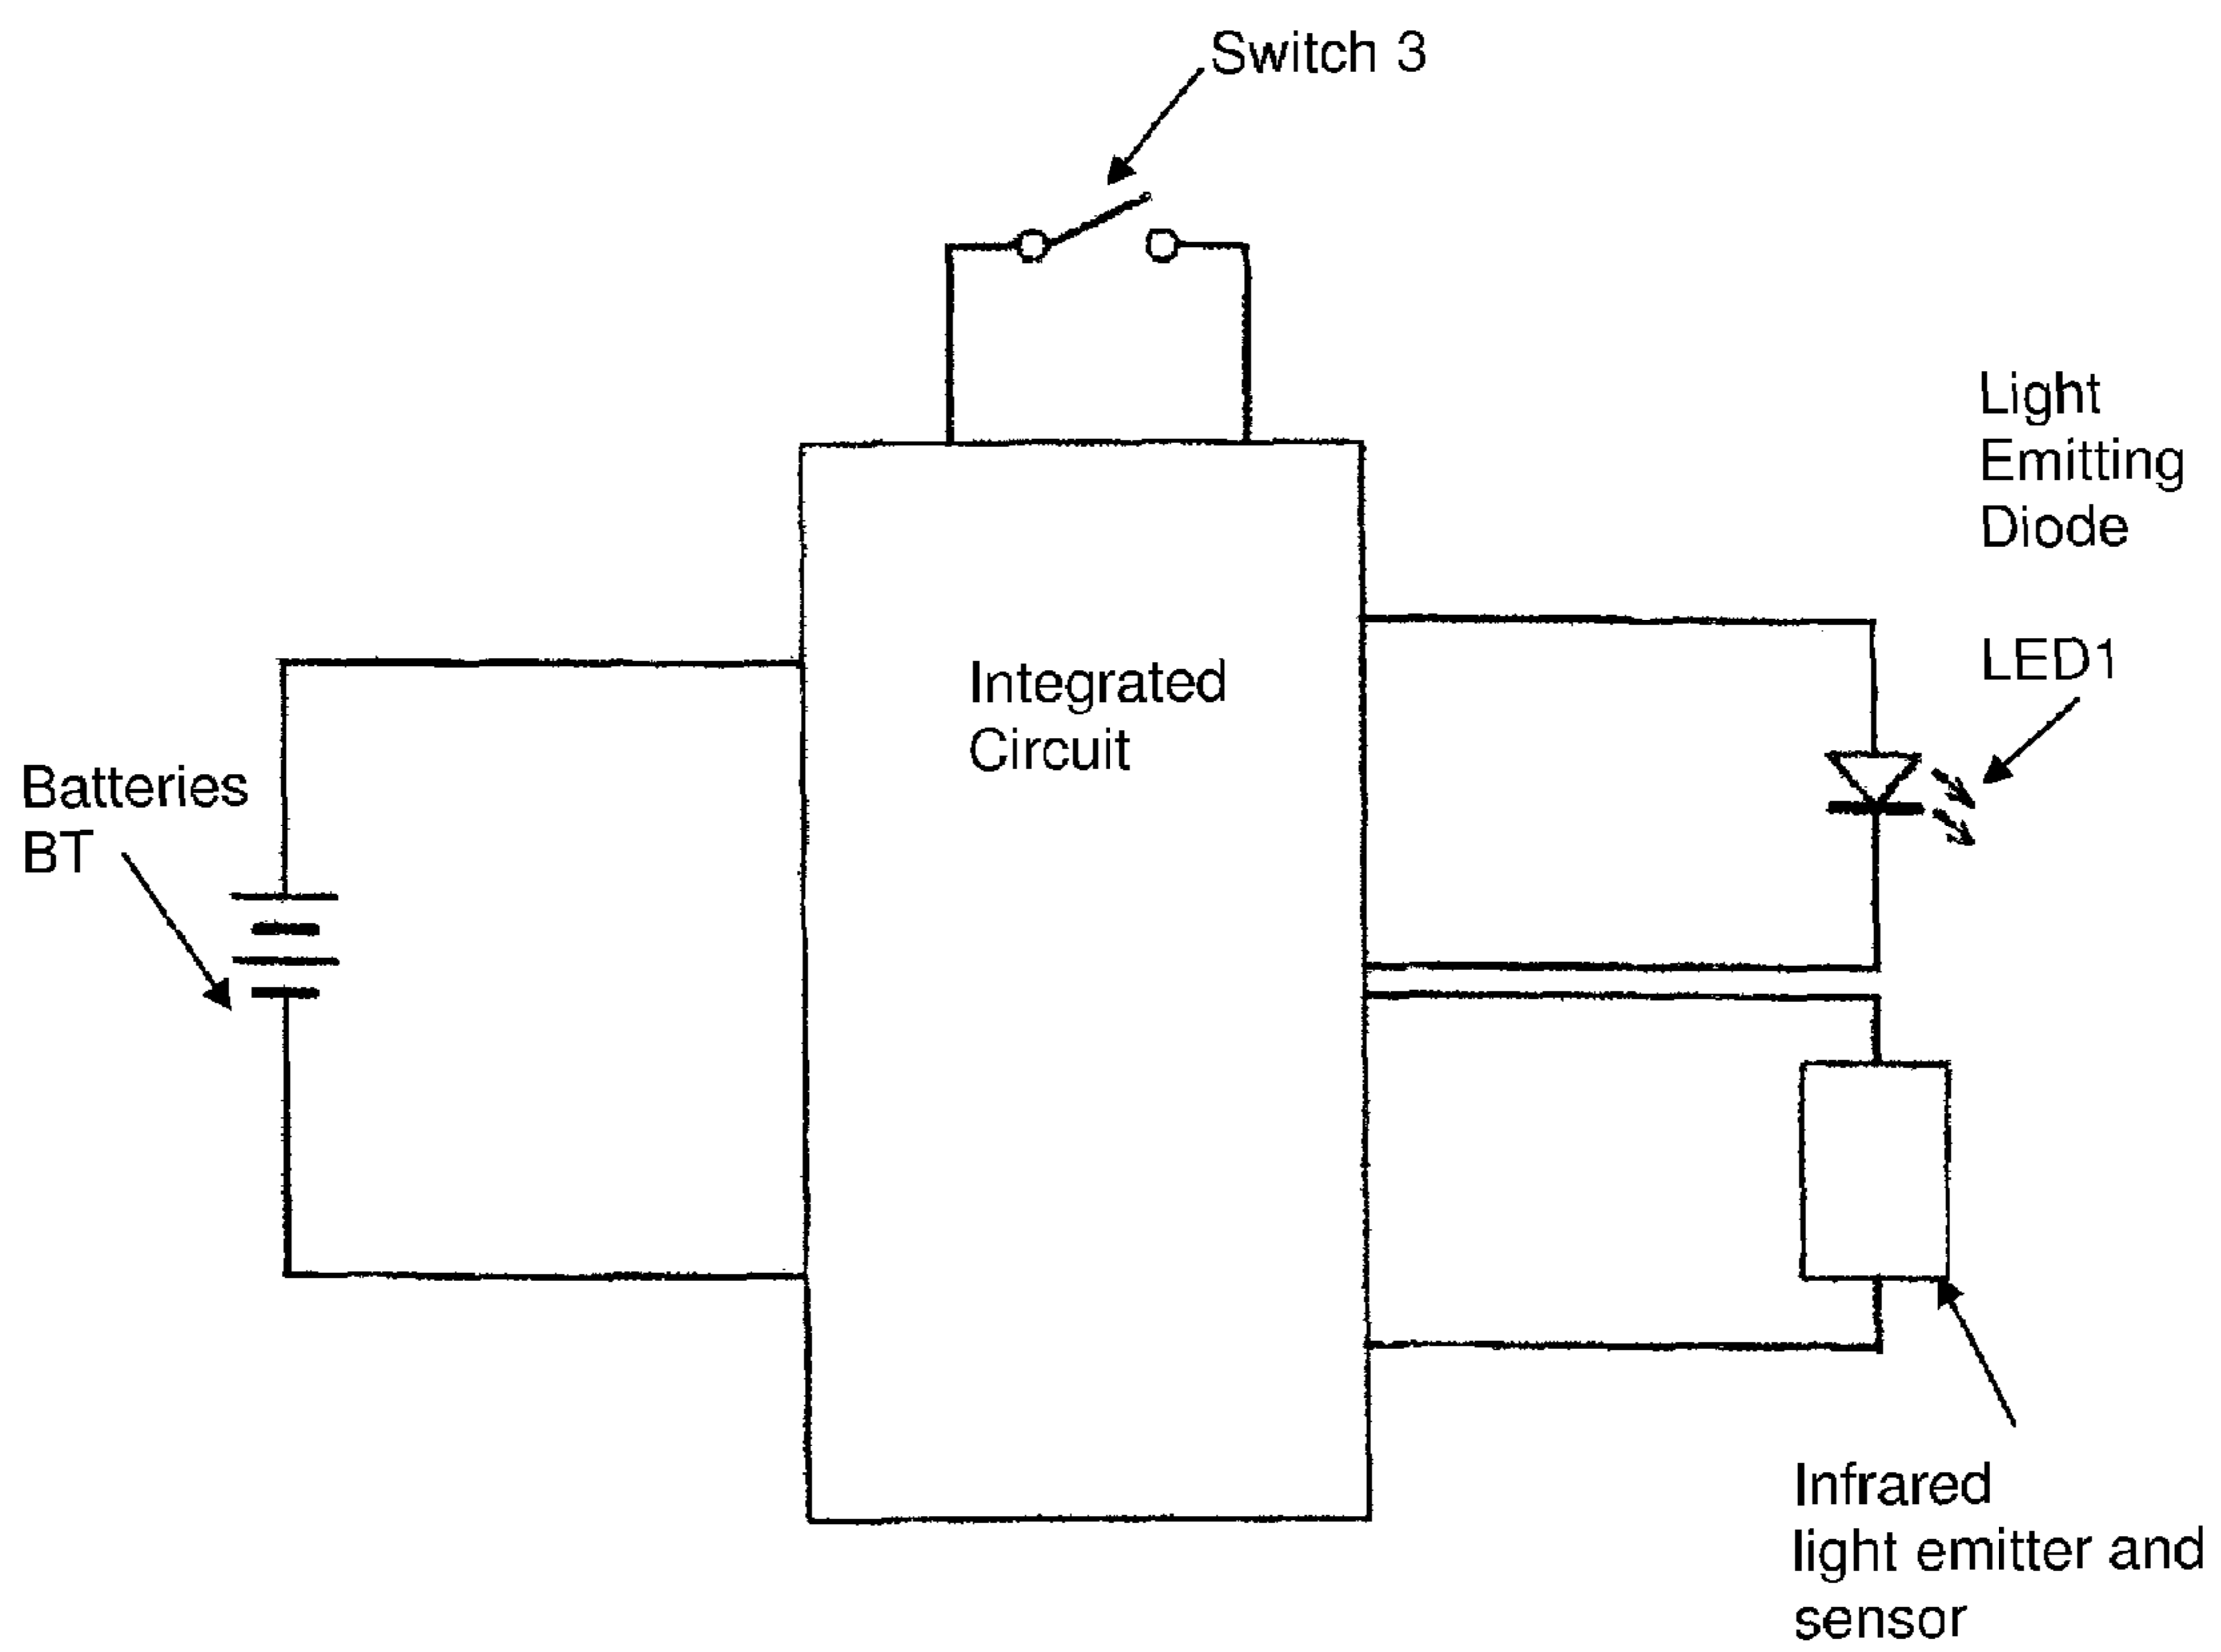 Switch 3
Light
Emitting
Diode
LED1
Integrated
Circuit
Batteries
BT
Infrared
light emitter and
sensor